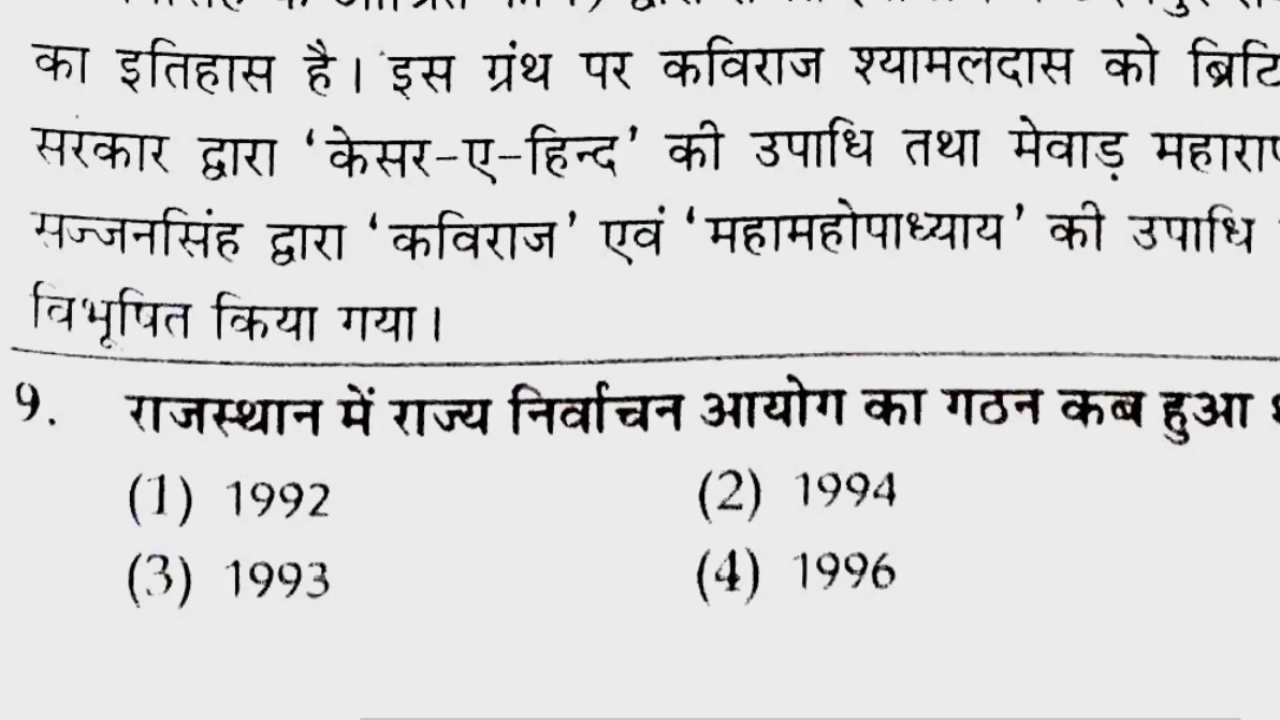 का इतिहास है। इस ग्रंथ पर कविराज श्यामलदास को
सरकार द्वारा ‘केसर-ए-हिन्द’ की उपाधि तथा मेवाड़
सज्जनसिंह द्वारा ‘कविराज’ एवं ‘महामहोपाध्याय’ की उपाधि
विभूषित किया गया।
9. राजस्थान में राज्य निर्वाचन आयोग का गठन कब हुआ
(1) 1992 (2) 1994
(3) 1993 (4) 1996